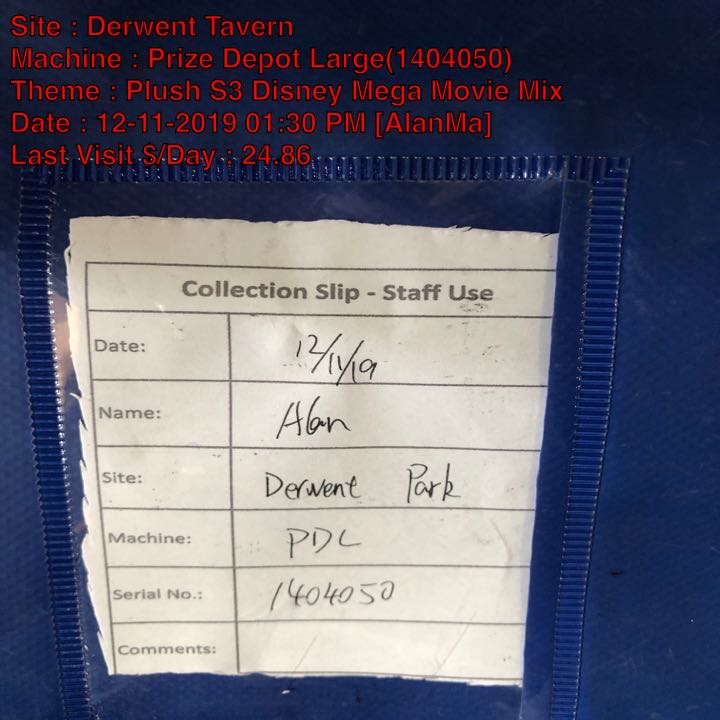 Site : Derwent Tavern
Machine : Prize Depot Large(1404050)
Theme : Plush S3 Disney Mega Movie Mix
Date : 12-11-2019 01:30 PM [AlanMa]
Last Visit $/Day : 24.86
Collection Slip - Staff Use
Date: 12/11/19
Name: Alan
Site: Derwent Park
Machine: PDL
Serial No.: 1404050
Comments: